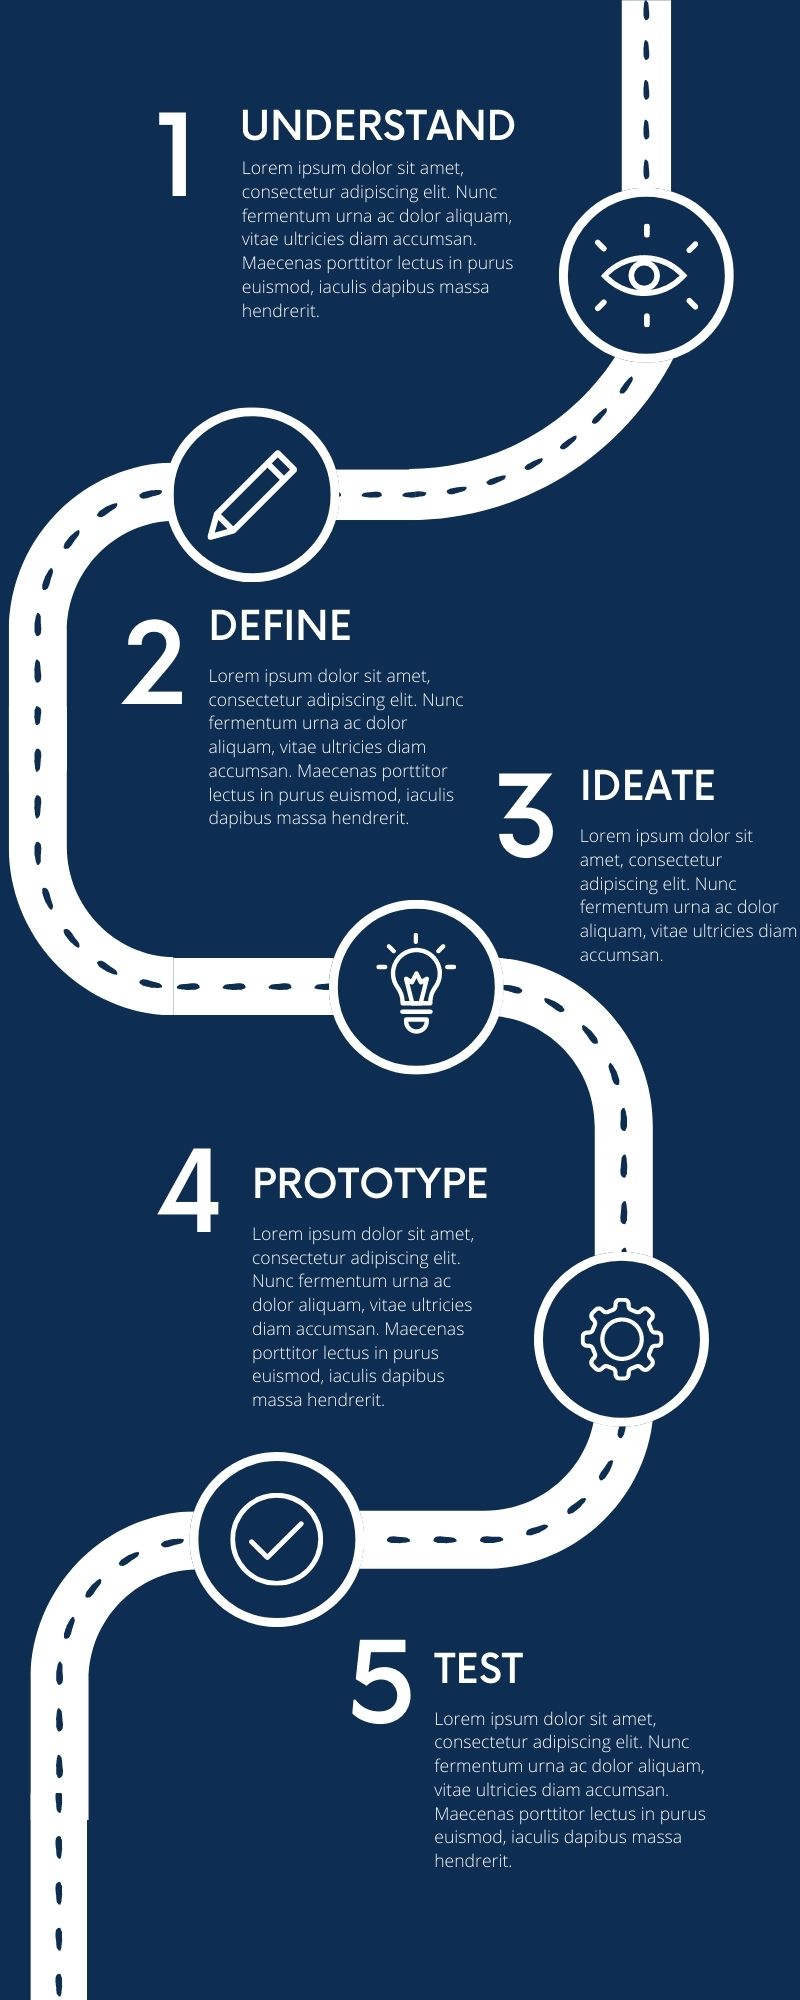 1
UNDERSTAND
Lorem ipsum dolor sit amet,
consectetur adipiscing elit. Nunc
fermentum urna ac dolor aliquam,
vitae ultricies diam accumsan.
Maecenas porttitor lectus in purus
euismod, iaculis dapibus massa
hendrerit.
2
DEFINE
Lorem ipsum dolor sit amet,
consectetur adipiscing elit. Nunc
fermentum urna ac dolor
aliquam, vitae ultricies diam
accumsan. Maecenas porttitor
lectus in purus euismod, iaculis
dapibus massa hendrerit.
3
IDEATE
Lorem ipsum dolor sit
amet, consectetur
adipiscing elit. Nunc
fermentum urna ac dolor
aliquam, vitae ultricies diam
accumsan.
4
PROTOTYPE
Lorem ipsum dolor sit amet,
consectetur adipiscing elit.
Nunc fermentum urna ac
dolor aliquam, vitae ultricies
diam accumsan. Maecenas
porttitor lectus in purus
euismod, iaculis dapibus
massa hendrerit.
5
TEST
Lorem ipsum dolor sit amet,
consectetur adipiscing elit. Nunc
fermentum urna ac dolor aliquam,
vitae ultricies diam accumsan.
Maecenas porttitor lectus in purus
euismod, iaculis dapibus massa
hendrerit.